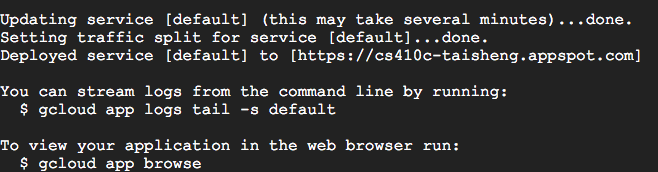 Updating service [default] (this may take several minutes)...done.
Setting traffic split for service [default]...done.
Deployed service [default] to [https://cs410c-taisheng.appspot.com]
You can stream logs from the command line by running:
$ gcloud app logs tail -s default
To view your application in the web browser run:
$ gcloud app browse